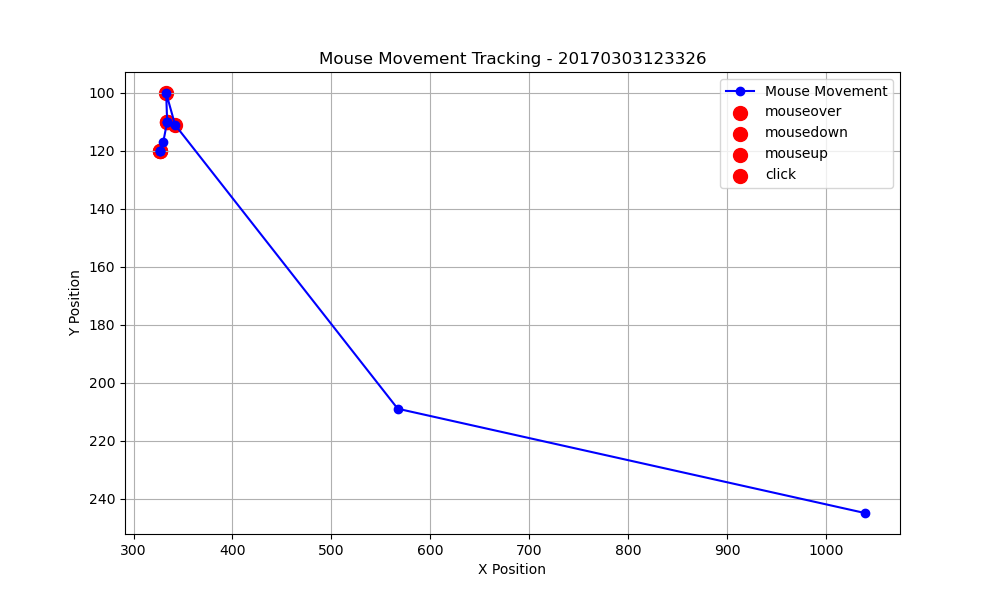 Mouse Movement Tracking - 20170303123326
Mouse Movement
mouseover
mousedown
mouseup
click
100
120
140
160
180
200
220
240
Y Position
300 400 500 600 700 800 900 1000
X Position